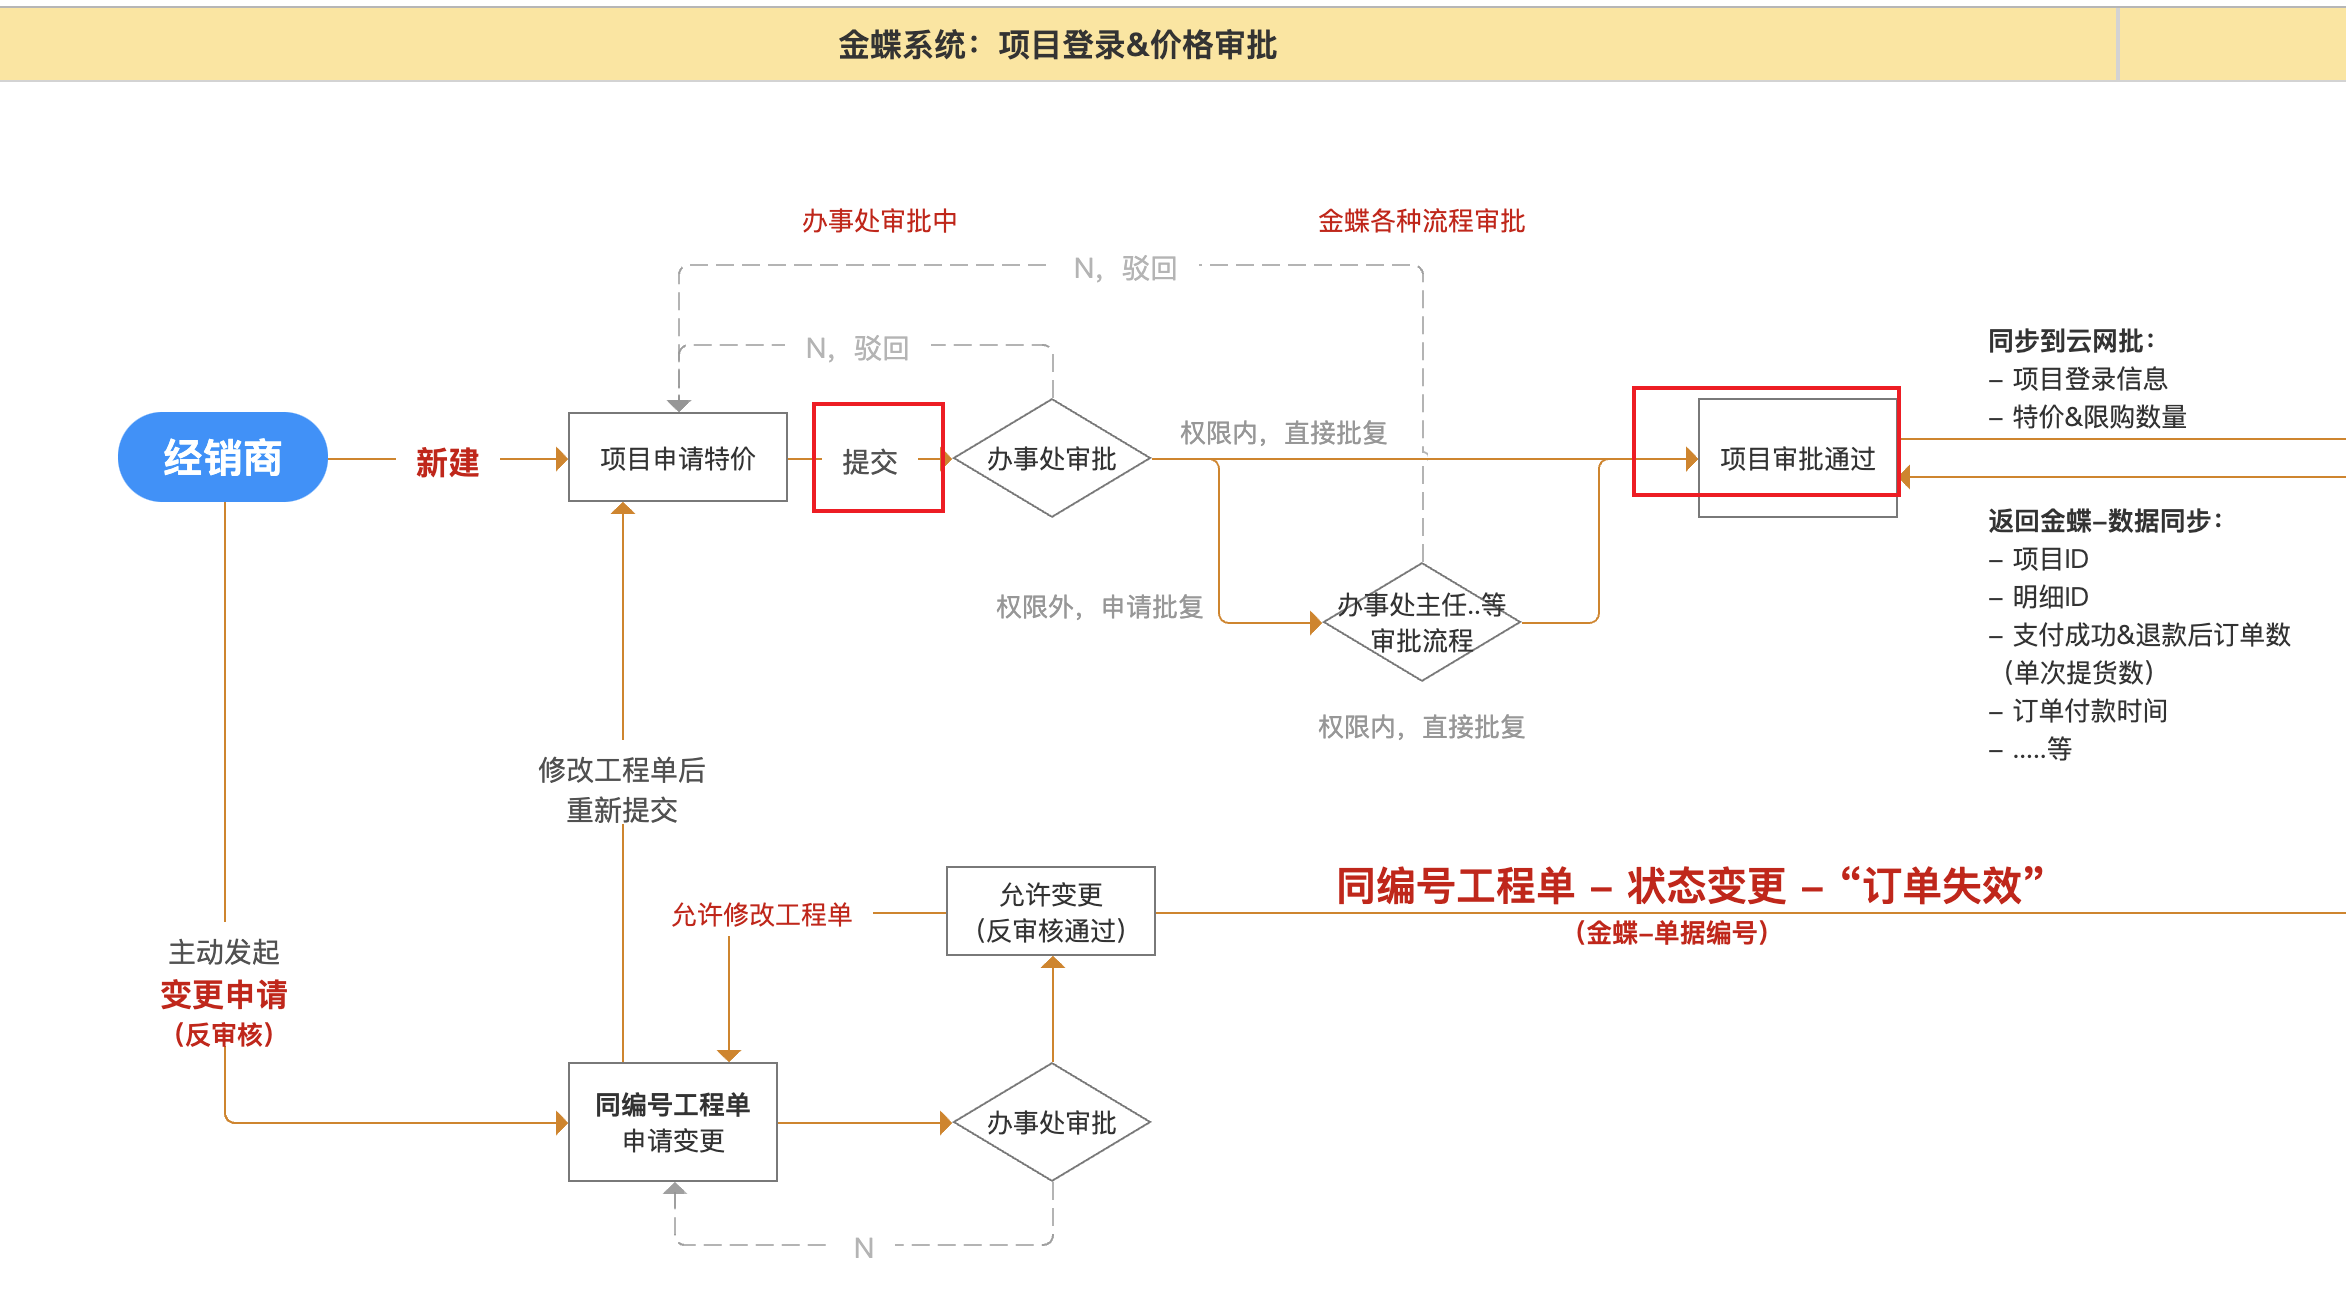 金蝶系统：项目登录&价格审批
办事处审批中
金蝶各种流程审批
N，驳回
N，驳回
同步到云网批：
– 项目登录信息
– 特价&限购数量
经销商
新建
项目申请特价
提交
办事处审批
权限内，直接批复
项目审批通过
返回金蝶–数据同步：
– 项目ID
– 明细ID
– 支付成功&退款后订单数
（单次提货数）
– 订单付款时间
– .....等
权限外，申请批复
办事处主任..等
审批流程
权限内，直接批复
修改工程单后
重新提交
允许修改工程单
允许变更
（反审核通过）
同编号工程单 – 状态变更 – “订单失效”
（金蝶–单据编号）
主动发起
变更申请
（反审核）
同编号工程单
申请变更
办事处审批
N